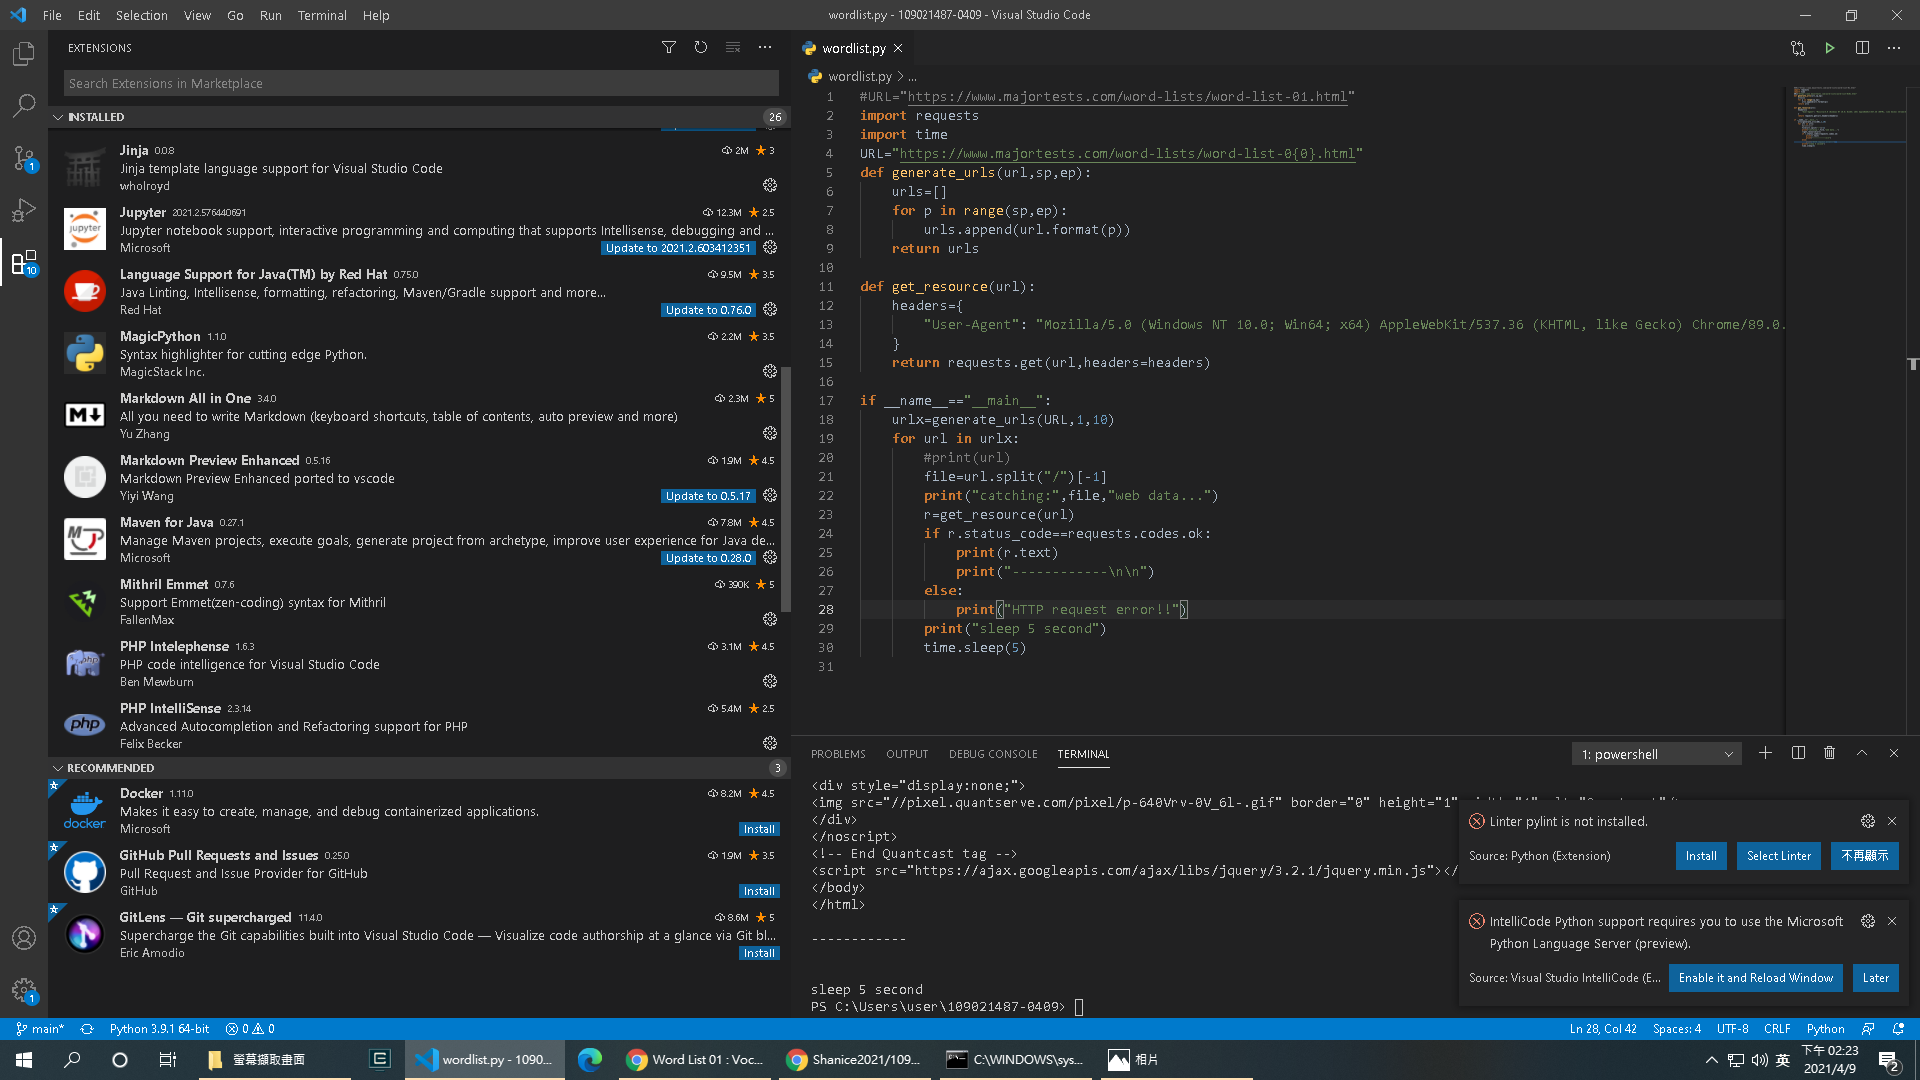 File Edit Selection View Go Run Terminal Help
wordlist.py - 109021487-0409 - Visual Studio Code
EXTENSIONS
Search Extensions in Marketplace
INSTALLED 26
Jinja 0.0.8 2M 3
Jinja template language support for Visual Studio Code
wholroyd
Jupyter 2021.2.576440691 12.3M 2.5
Jupyter notebook support, interactive programming and computing that supports Intellisense, debugging and ...
Microsoft Update to 2021.2.603412351
Language Support for Java(TM) by Red Hat 0.75.0 9.5M 3.5
Java Linting, Intellisense, formatting, refactoring, Maven/Gradle support and more...
Red Hat Update to 0.76.0
MagicPython 1.1.0 2.2M 3.5
Syntax highlighter for cutting edge Python.
MagicStack Inc.
Markdown All in One 3.4.0 2.3M 5
All you need to write Markdown (keyboard shortcuts, table of contents, auto preview and more)
Yu Zhang
Markdown Preview Enhanced 0.5.16 1.9M 4.5
Markdown Preview Enhanced ported to vscode
Yiyi Wang Update to 0.5.17
Maven for Java 0.27.1 7.8M 4.5
Manage Maven projects, execute goals, generate project from archetype, improve user experience for Java de...
Microsoft Update to 0.28.0
Mithril Emmet 0.7.6 390K 5
Support Emmet(zen-coding) syntax for Mithril
FallenMax
PHP Intelephense 1.6.3 3.1M 4.5
PHP code intelligence for Visual Studio Code
Ben Mewburn
PHP IntelliSense 2.3.14 5.4M 2.5
Advanced Autocompletion and Refactoring support for PHP
Felix Becker
RECOMMENDED 3
Docker 1.11.0 8.2M 4.5
Makes it easy to create, manage, and debug containerized applications.
Microsoft Install
GitHub Pull Requests and Issues 0.25.0 1.9M 3.5
Pull Request and Issue Provider for GitHub
GitHub Install
GitLens — Git supercharged 11.4.0 8.6M 5
Supercharge the Git capabilities built into Visual Studio Code — Visualize code authorship at a glance via Git bl...
Eric Amodio Install
wordlist.py
wordlist.py > ...
1 #URL="https://www.majortests.com/word-lists/word-list-01.html"
2 import requests
3 import time
4 URL="https://www.majortests.com/word-lists/word-list-0{0}.html"
5 def generate_urls(url,sp,ep):
6 urls=[]
7 for p in range(sp,ep):
8 urls.append(url.format(p))
9 return urls
10
11 def get_resource(url):
12 headers={
13 "User-Agent": "Mozilla/5.0 (Windows NT 10.0; Win64; x64) AppleWebKit/537.36 (KHTML, like Gecko) Chrome/89.0.
14 }
15 return requests.get(url,headers=headers)
16
17 if __name__=="__main__":
18 urlx=generate_urls(URL,1,10)
19 for url in urlx:
20 #print(url)
21 file=url.split("/")[-1]
22 print("catching:",file,"web data...")
23 r=get_resource(url)
24 if r.status_code==requests.codes.ok:
25 print(r.text)
26 print("------------\n\n")
27 else:
28 print("HTTP request error!!")
29 print("sleep 5 second")
30 time.sleep(5)
31
PROBLEMS OUTPUT DEBUG CONSOLE TERMINAL 1: powershell
<div style="display:none;">
<img src="//pixel.quantserve.com/pixel/p-640Vrv-0V_6l-.gif" border="0" height="1"
</div>
</noscript>
<!-- End Quantcast tag -->
<script src="https://ajax.googleapis.com/ajax/libs/jquery/3.2.1/jquery.min.js"></
</body>
</html>
------------
sleep 5 second
PS C:\Users\user\109021487-0409>
Linter pylint is not installed.
Source: Python (Extension) Install Select Linter 不再顯示
IntelliCode Python support requires you to use the Microsoft
Python Language Server (preview).
Source: Visual Studio IntelliCode (E... Enable it and Reload Window Later
main* Python 3.9.1 64-bit 0 0
Ln 28, Col 42 Spaces: 4 UTF-8 CRLF Python
螢幕擷取畫面
wordlist.py - 1090...
Word List 01 : Voc...
Shanice2021/109...
C:\WINDOWS\sys...
相片
英
下午 02:23
2021/4/9
2
1
10
1
jupyter
php
php
docker